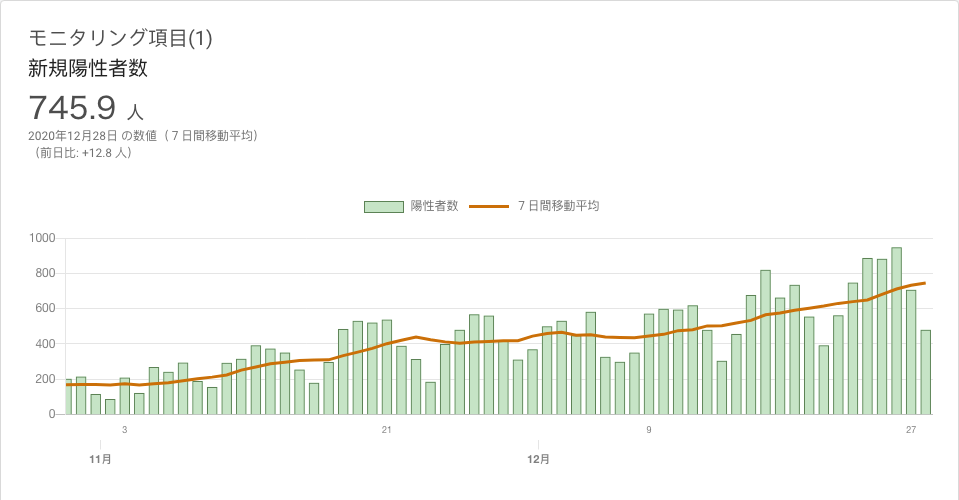 モニタリング項目(1)
新規陽性者数
745.9 人
2020年12月28日 の数値（７日間移動平均）
（前日比: +12.8 人）
陽性者数 ７日間移動平均
1000
800
600
400
200
0
3 21 9 27
11月 12月